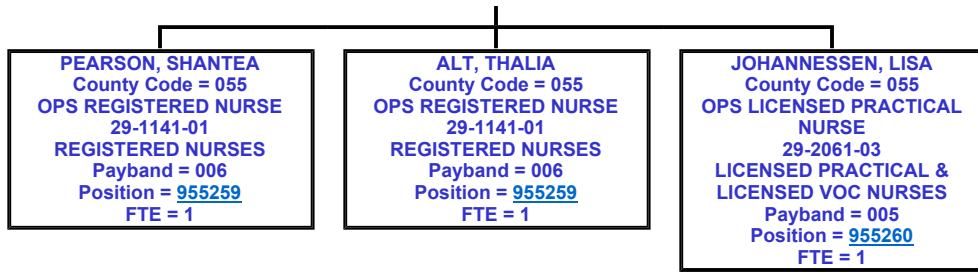 PEARSON, SHANTEA
County Code = 055
OPS REGISTERED NURSE
29-1141-01
REGISTERED NURSES
Payband = 006
Position = 955259
FTE = 1
ALT, THALIA
County Code = 055
OPS REGISTERED NURSE
29-1141-01
REGISTERED NURSES
Payband = 006
Position = 955259
FTE = 1
JOHANNESSEN, LISA
County Code = 055
OPS LICENSED PRACTICAL
NURSE
29-2061-03
LICENSED PRACTICAL &
LICENSED VOC NURSES
Payband = 005
Position = 955260
FTE = 1